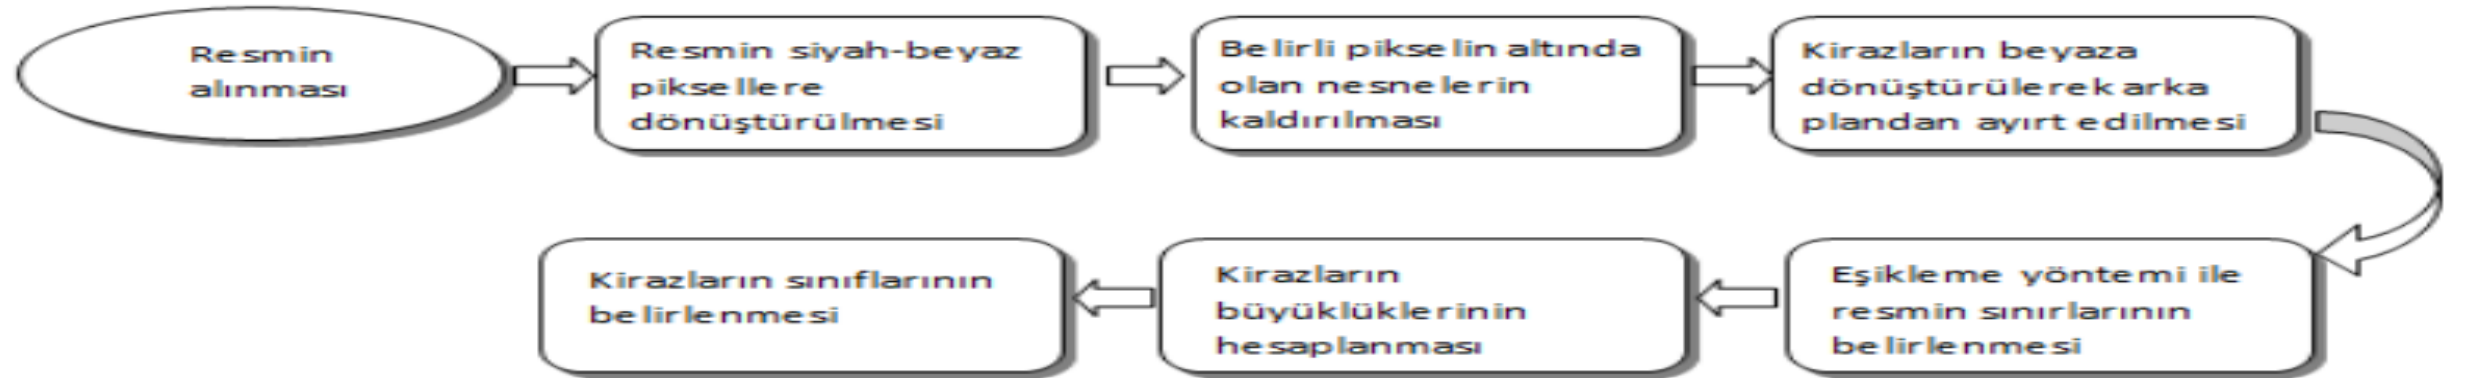 Resmin
alınması
Resmin siyah-beyaz
piksellere
dönüştürülmesi
Belirli pikselin altında
olan nesnelerin
kaldırılması
Kirazların beyaza
dönüştürülerek arka
plandan ayırt edilmesi
Eşikleme yöntemi ile
resmin sınırlarının
belirlenmesi
Kirazların
büyüklüklerinin
hesaplanması
Kirazların sınıflarının
belirlenmesi